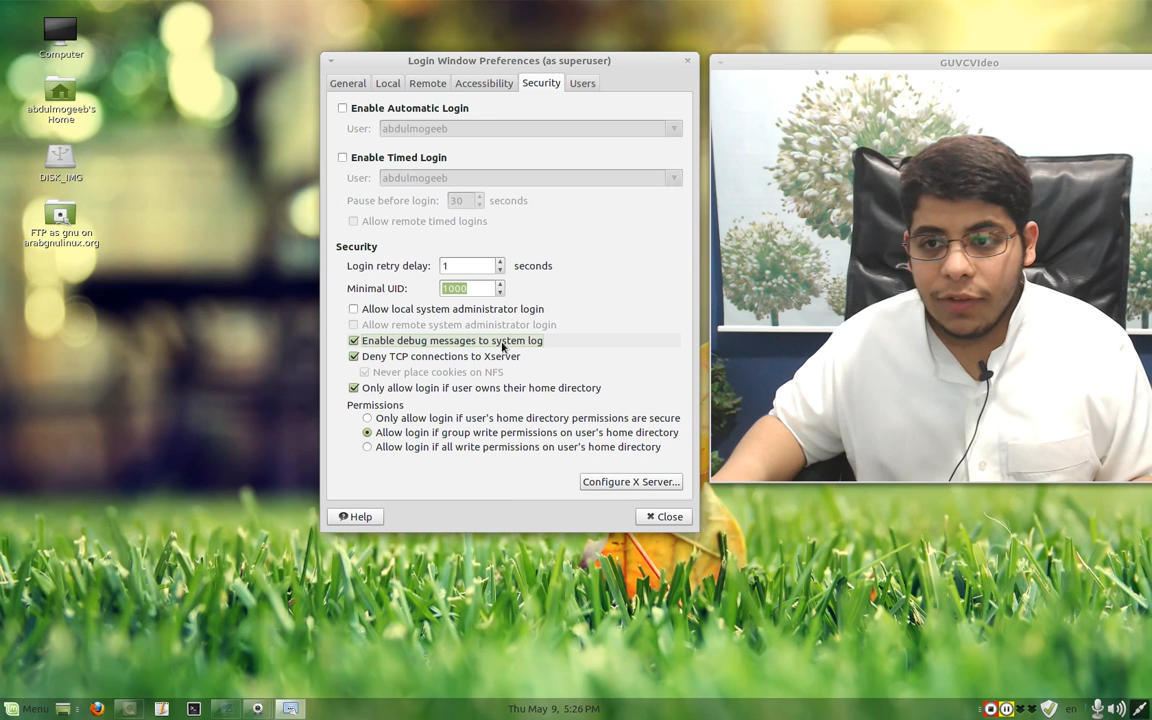 Computer
abdulmogeeb's
Home
DISK_IMG
FTP as gnu on
arabgnulinux.org
Login Window Preferences (as superuser)
General Local Remote Accessibility Security Users
Enable Automatic Login
User: abdulmogeeb
Enable Timed Login
User: abdulmogeeb
Pause before login: 30 seconds
Allow remote timed logins
Security
Login retry delay: 1 seconds
Minimal UID: 1000
Allow local system administrator login
Allow remote system administrator login
Enable debug messages to system log
Deny TCP connections to Xserver
Never place cookies on NFS
Only allow login if user owns their home directory
Permissions
Only allow login if user's home directory permissions are secure
Allow login if group write permissions on user's home directory
Allow login if all write permissions on user's home directory
Configure X Server...
Help Close
GUVCVideo
Menu Thu May 9, 5:26 PM en